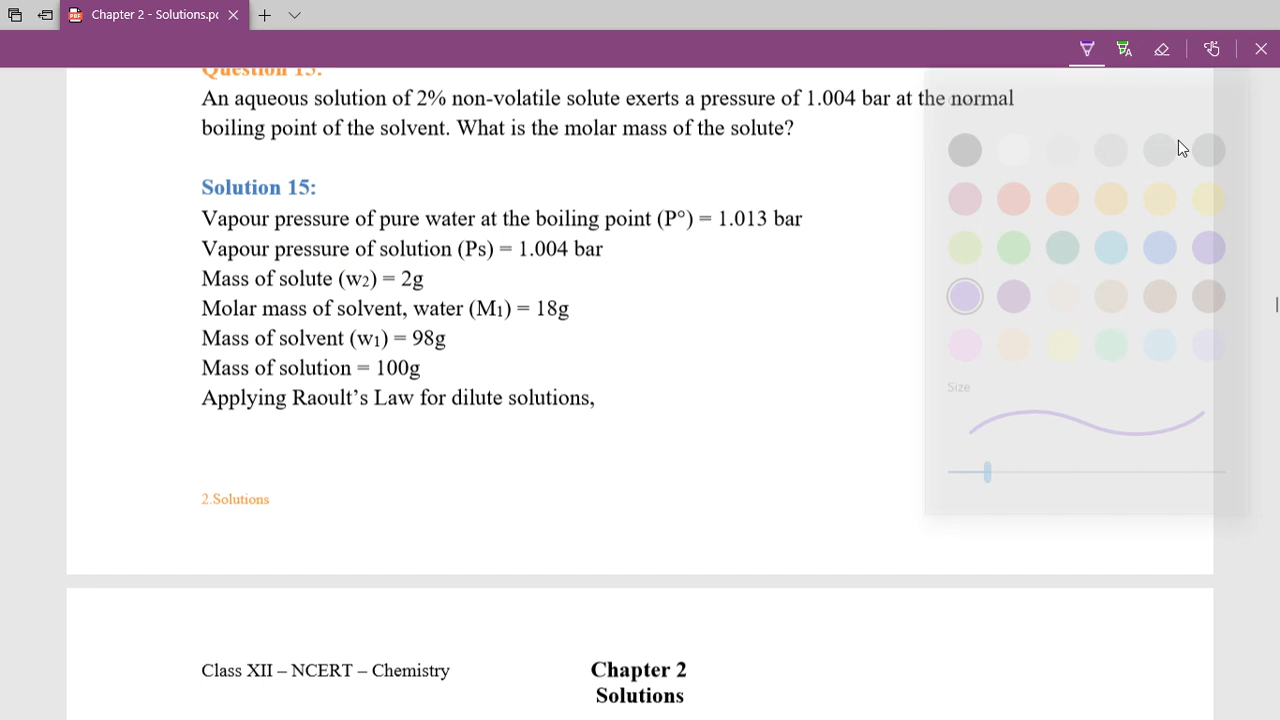 Chapter 2 - Solutions.p
Question 15:
An aqueous solution of 2% non-volatile solute exerts a pressure of 1.004 bar at the normal
boiling point of the solvent. What is the molar mass of the solute?
Solution 15:
Vapour pressure of pure water at the boiling point (P°) = 1.013 bar
Vapour pressure of solution (Ps) = 1.004 bar
Mass of solute (w2) = 2g
Molar mass of solvent, water (M1) = 18g
Mass of solvent (w1) = 98g
Mass of solution = 100g
Size
Applying Raoult's Law for dilute solutions,
2.Solutions
Class XII – NCERT – Chemistry
Chapter 2
Solutions